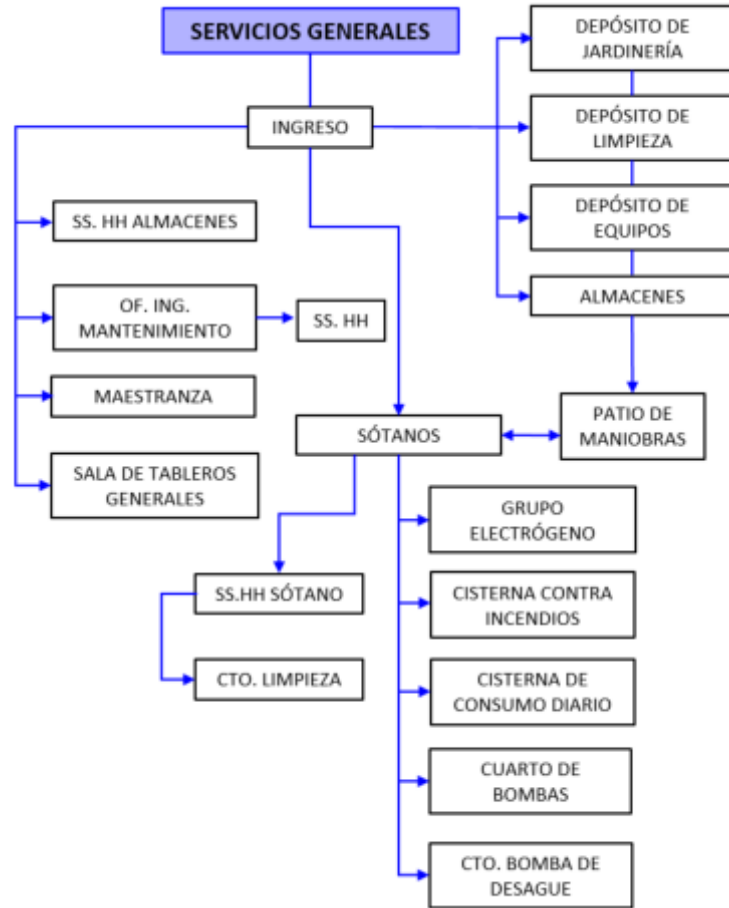 SERVICIOS GENERALES
INGRESO
DEPÓSITO DE
JARDINERÍA
DEPÓSITO DE
LIMPIEZA
DEPÓSITO DE
EQUIPOS
ALMACENES
SS. HH ALMACENES
OF. ING.
MANTENIMIENTO
SS. HH
MAESTRANZA
SALA DE TABLEROS
GENERALES
SÓTANOS
PATIO DE
MANIOBRAS
SS.HH SÓTANO
CTO. LIMPIEZA
GRUPO
ELECTRÓGENO
CISTERNA CONTRA
INCENDIOS
CISTERNA DE
CONSUMO DIARIO
CUARTO DE
BOMBAS
CTO. BOMBA DE
DESAGUE